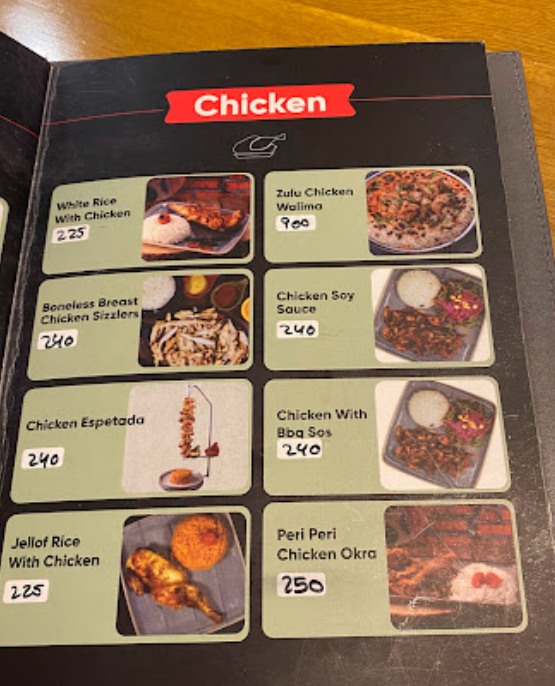 Chicken
White Rice
With Chicken
225
Zulu Chicken
Walima
900
Boneless Breast
Chicken Sizzlers
240
Chicken Soy
Sauce
240
Chicken Espetada
240
Chicken With
Bbq Sos
240
Jellof Rice
With Chicken
225
Peri Peri
Chicken Okra
250